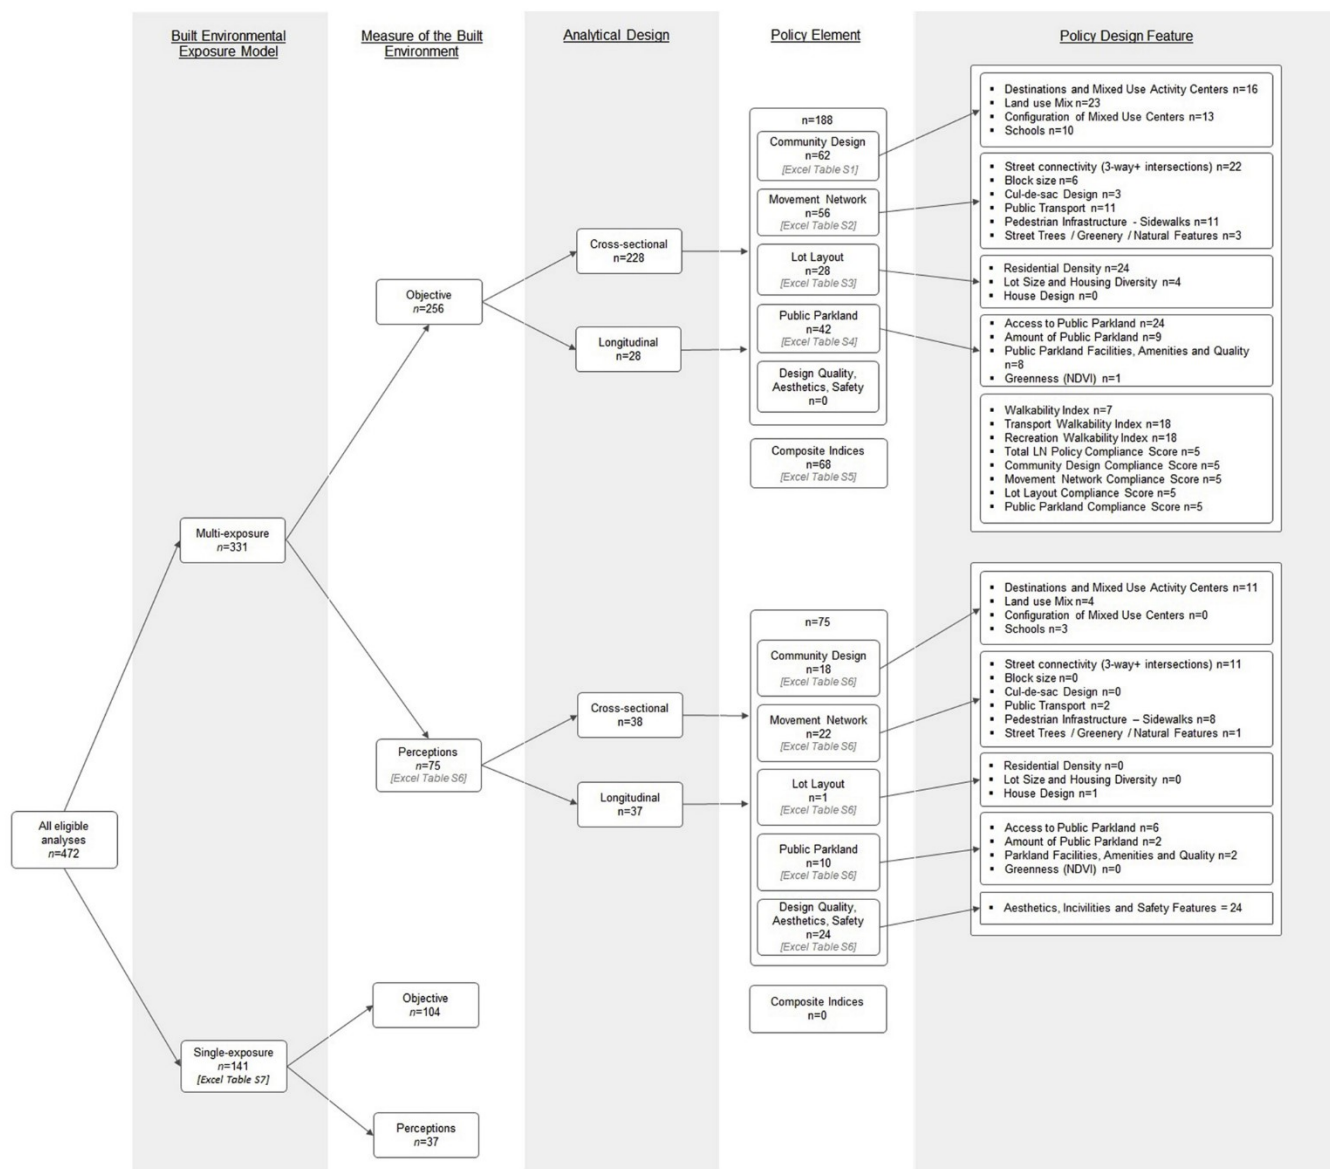 Built Environmental
Exposure Model
Measure of the Built
Environment
Analytical Design
Policy Element
Policy Design Feature
All eligible
analyses
n=472
Multi-exposure
n=331
Single-exposure
n=141
[Excel Table S7]
Objective
n=256
Perceptions
n=75
[Excel Table S6]
Objective
n=104
Perceptions
n=37
Cross-sectional
n=228
Longitudinal
n=28
Cross-sectional
n=38
Longitudinal
n=37
n=188
Community Design
n=62
[Excel Table S1]
Movement Network
n=56
[Excel Table S2]
Lot Layout
n=28
[Excel Table S3]
Public Parkland
n=42
[Excel Table S4]
Design Quality,
Aesthetics, Safety
n=0
Composite Indices
n=68
[Excel Table S5]
n=75
Community Design
n=18
[Excel Table S6]
Movement Network
n=22
[Excel Table S6]
Lot Layout
n=1
[Excel Table S6]
Public Parkland
n=10
[Excel Table S6]
Design Quality,
Aesthetics, Safety
n=24
[Excel Table S6]
Composite Indices
n=0
▪ Destinations and Mixed Use Activity Centers n=16
▪ Land use Mix n=23
▪ Configuration of Mixed Use Centers n=13
▪ Schools n=10
▪ Street connectivity (3-way+ intersections) n=22
▪ Block size n=6
▪ Cul-de-sac Design n=3
▪ Public Transport n=11
▪ Pedestrian Infrastructure - Sidewalks n=11
▪ Street Trees / Greenery / Natural Features n=3
▪ Residential Density n=24
▪ Lot Size and Housing Diversity n=4
▪ House Design n=0
▪ Access to Public Parkland n=24
▪ Amount of Public Parkland n=9
▪ Public Parkland Facilities, Amenities and Quality
n=8
▪ Greenness (NDVI) n=1
▪ Walkability Index n=7
▪ Transport Walkability Index n=18
▪ Recreation Walkability Index n=18
▪ Total LN Policy Compliance Score n=5
▪ Community Design Compliance Score n=5
▪ Movement Network Compliance Score n=5
▪ Lot Layout Compliance Score n=5
▪ Public Parkland Compliance Score n=5
▪ Destinations and Mixed Use Activity Centers n=11
▪ Land use Mix n=4
▪ Configuration of Mixed Use Centers n=0
▪ Schools n=3
▪ Street connectivity (3-way+ intersections) n=11
▪ Block size n=0
▪ Cul-de-sac Design n=0
▪ Public Transport n=2
▪ Pedestrian Infrastructure – Sidewalks n=8
▪ Street Trees / Greenery / Natural Features n=1
▪ Residential Density n=0
▪ Lot Size and Housing Diversity n=0
▪ House Design n=1
▪ Access to Public Parkland n=6
▪ Amount of Public Parkland n=2
▪ Parkland Facilities, Amenities and Quality n=2
▪ Greenness (NDVI) n=0
▪ Aesthetics, Incivilities and Safety Features = 24